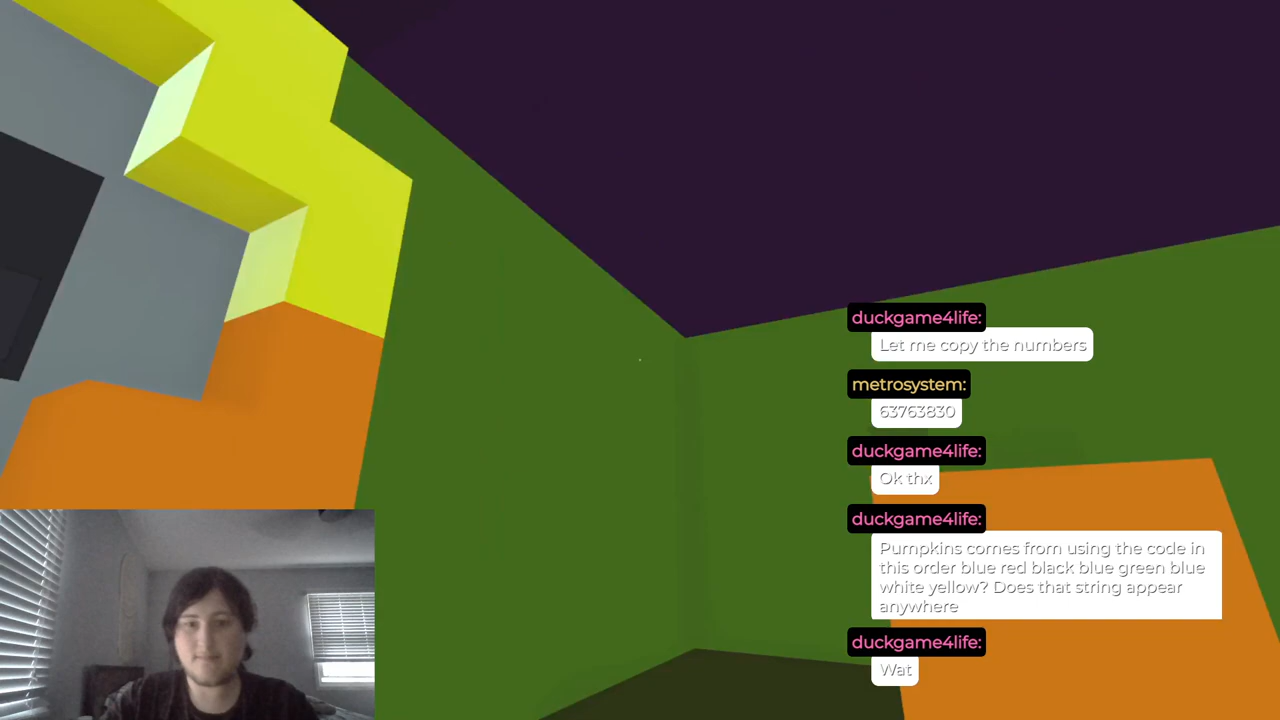 duckgame4life:
Let me copy the numbers
metrosystem:
63763830
duckgame4life:
Ok thx
duckgame4life:
Pumpkins comes from using the code in
this order blue red black blue green blue
white yellow? Does that string appear
anywhere
duckgame4life:
Wat